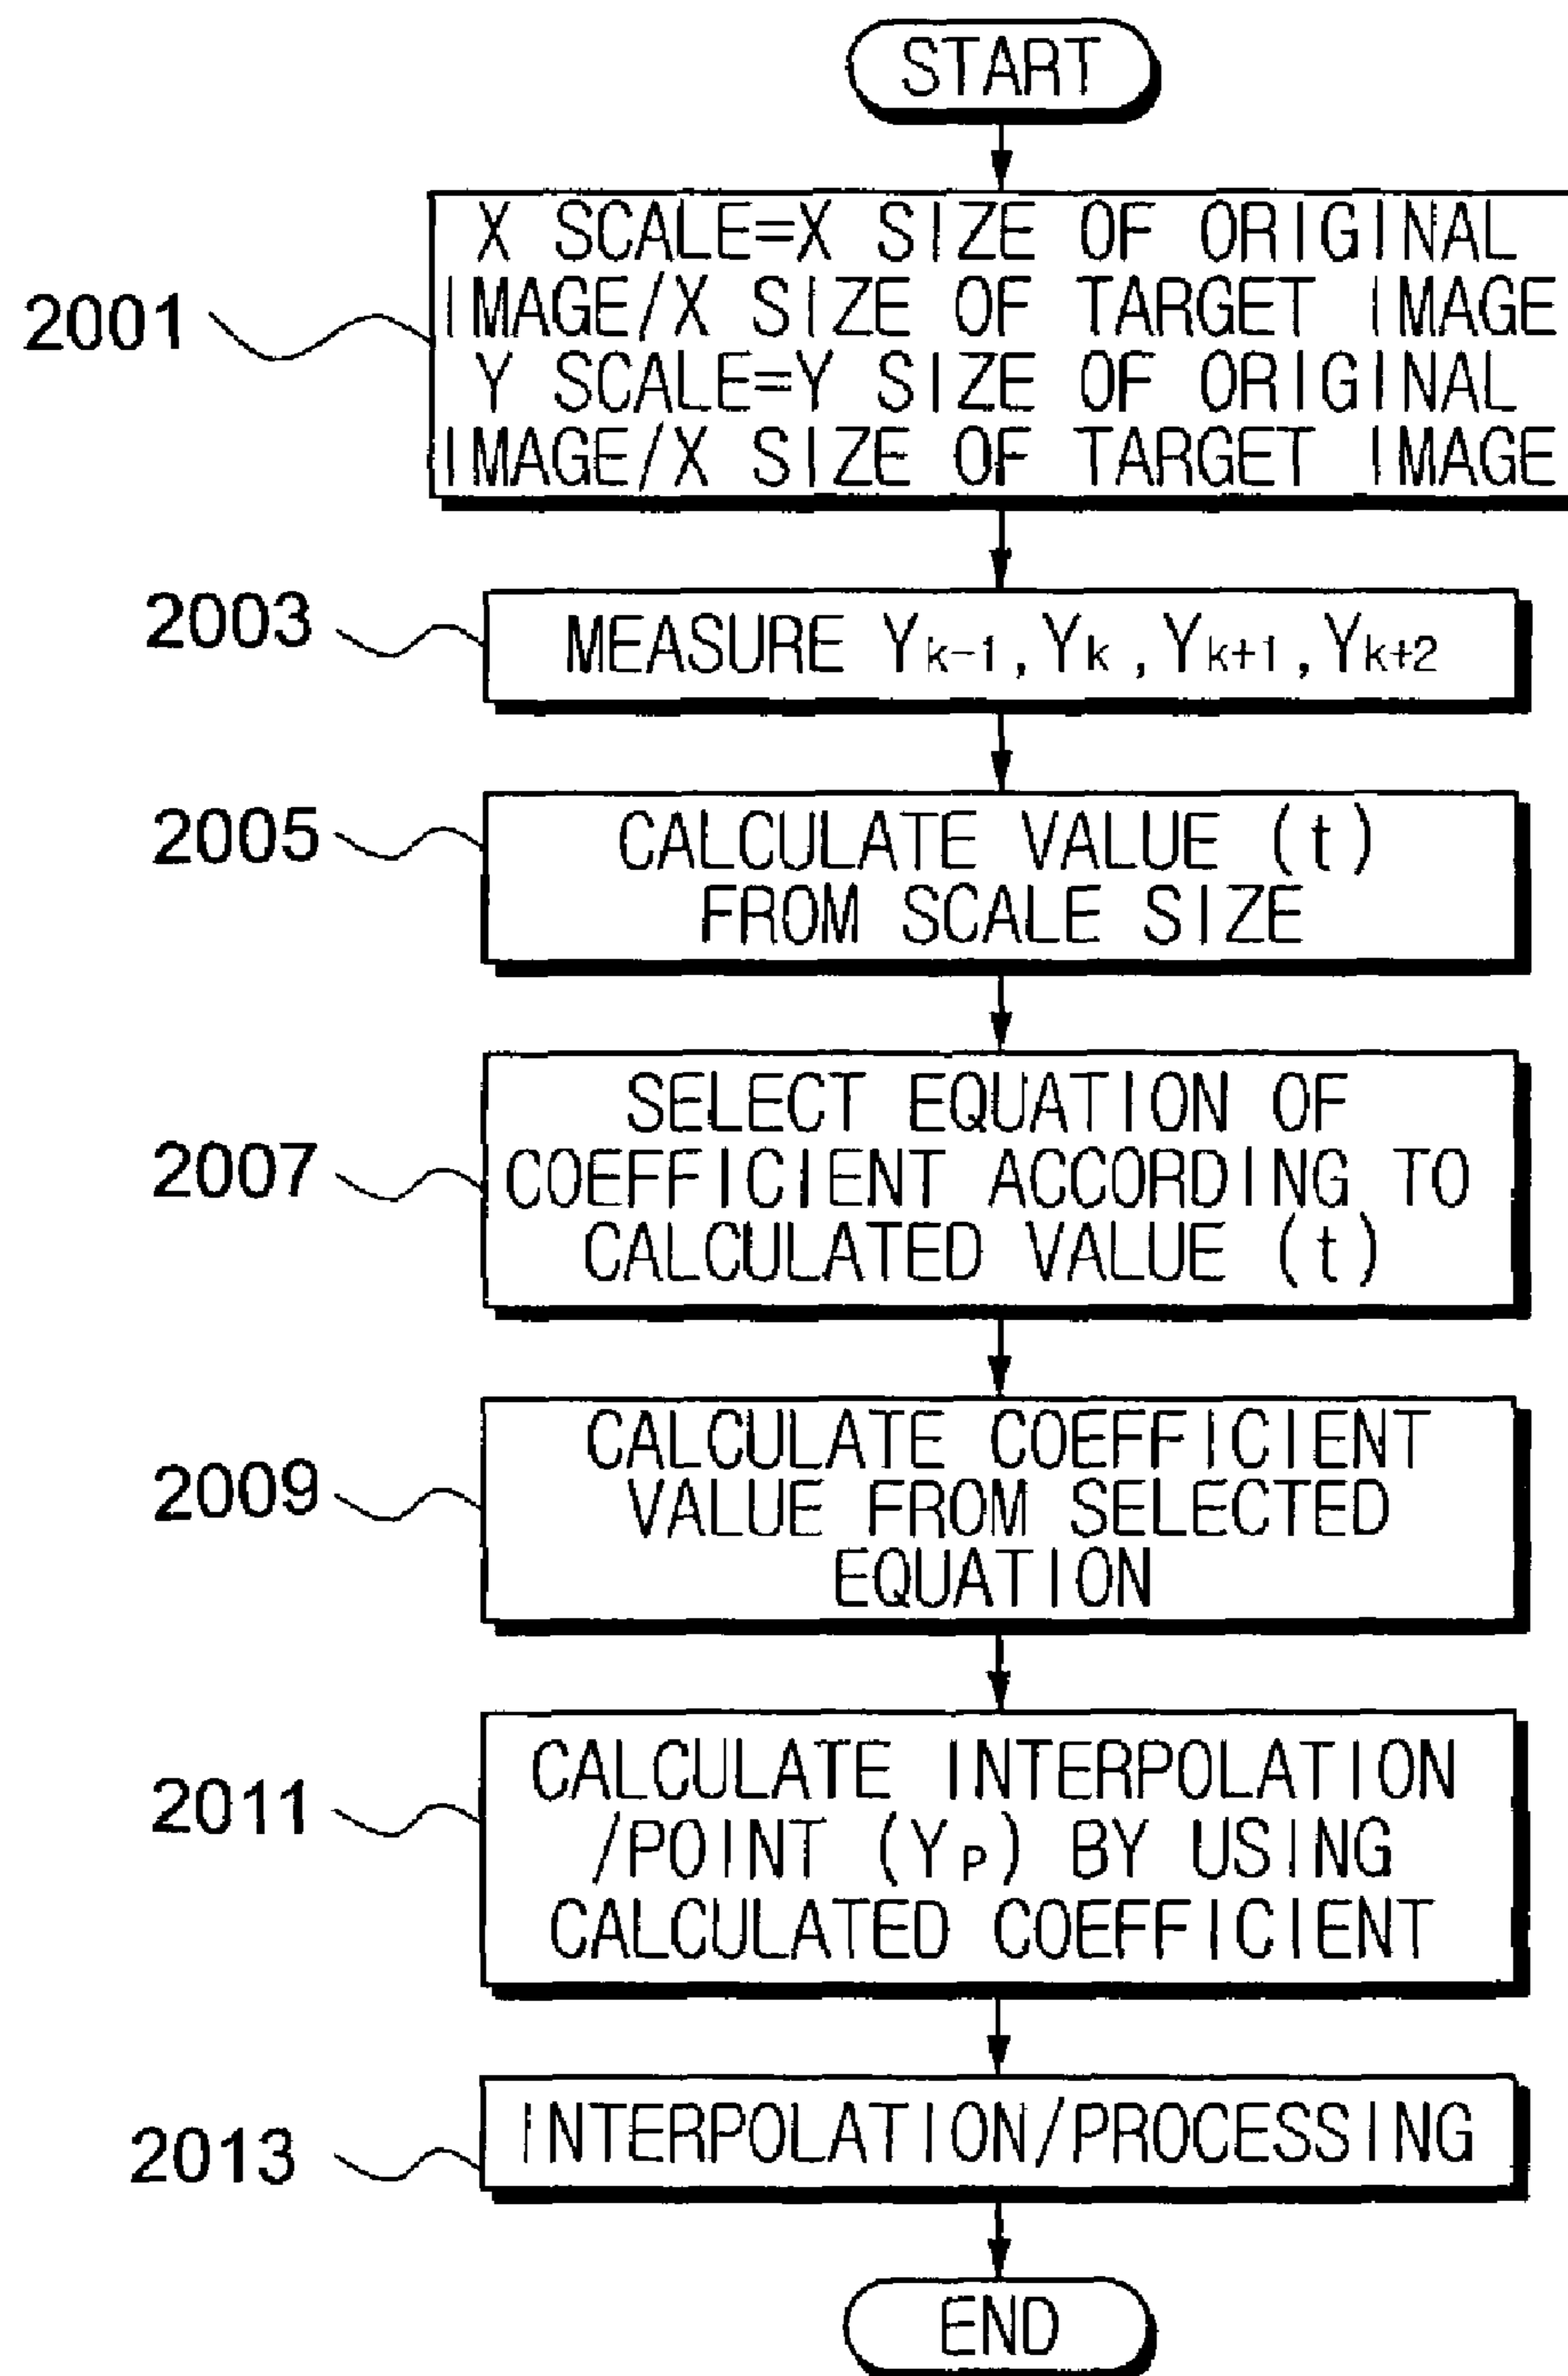 START
2001
X SCALE=X SIZE OF ORIGINAL
IMAGE/X SIZE OF TARGET IMAGE
Y SCALE=Y SIZE OF ORIGINAL
IMAGE/X SIZE OF TARGET IMAGE
2003
MEASURE Yk-1, Yk, Yk+1, Yk+2
2005
CALCULATE VALUE (t)
FROM SCALE SIZE
2007
SELECT EQUATION OF
COEFFICIENT ACCORDING TO
CALCULATED VALUE (t)
2009
CALCULATE COEFFICIENT
VALUE FROM SELECTED
EQUATION
2011
CALCULATE INTERPOLATION
/POINT (YP) BY USING
CALCULATED COEFFICIENT
2013
INTERPOLATION/PROCESSING
END